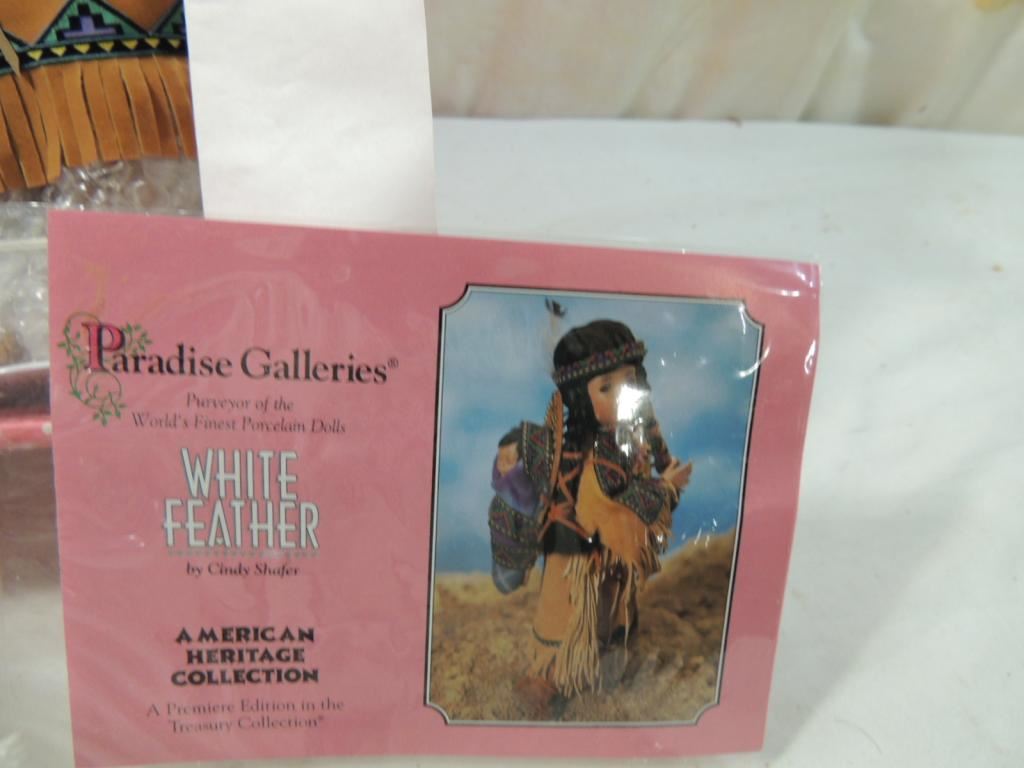 Paradise Galleries®
Purveyor of the
World's Finest Porcelain Dolls
WHITE
FEATHER
by Cindy Shafer
AMERICAN
HERITAGE
COLLECTION
A Premiere Edition in the
Treasury Collection®